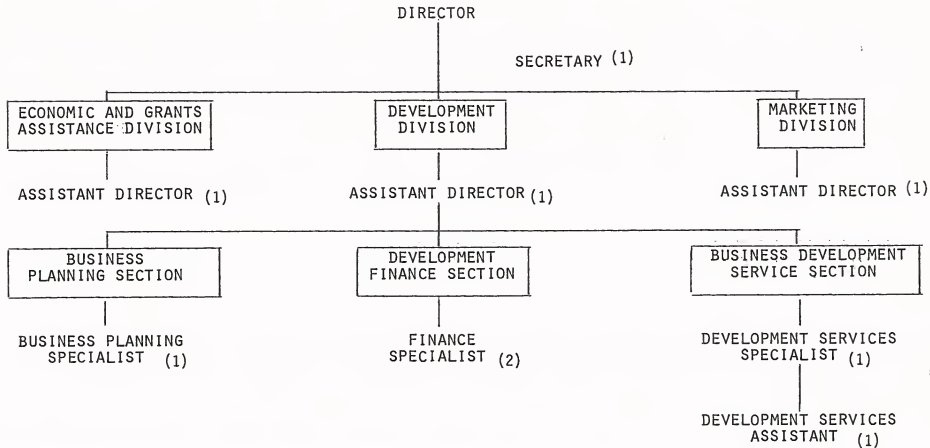 DIRECTOR
SECRETARY (1)
ECONOMIC AND GRANTS
ASSISTANCE DIVISION
DEVELOPMENT
DIVISION
MARKETING
DIVISION
ASSISTANT DIRECTOR (1)
ASSISTANT DIRECTOR (1)
ASSISTANT DIRECTOR (1)
BUSINESS
PLANNING SECTION
DEVELOPMENT
FINANCE SECTION
BUSINESS DEVELOPMENT
SERVICE SECTION
BUSINESS PLANNING
SPECIALIST (1)
FINANCE
SPECIALIST (2)
DEVELOPMENT SERVICES
SPECIALIST (1)
DEVELOPMENT SERVICES
ASSISTANT (1)